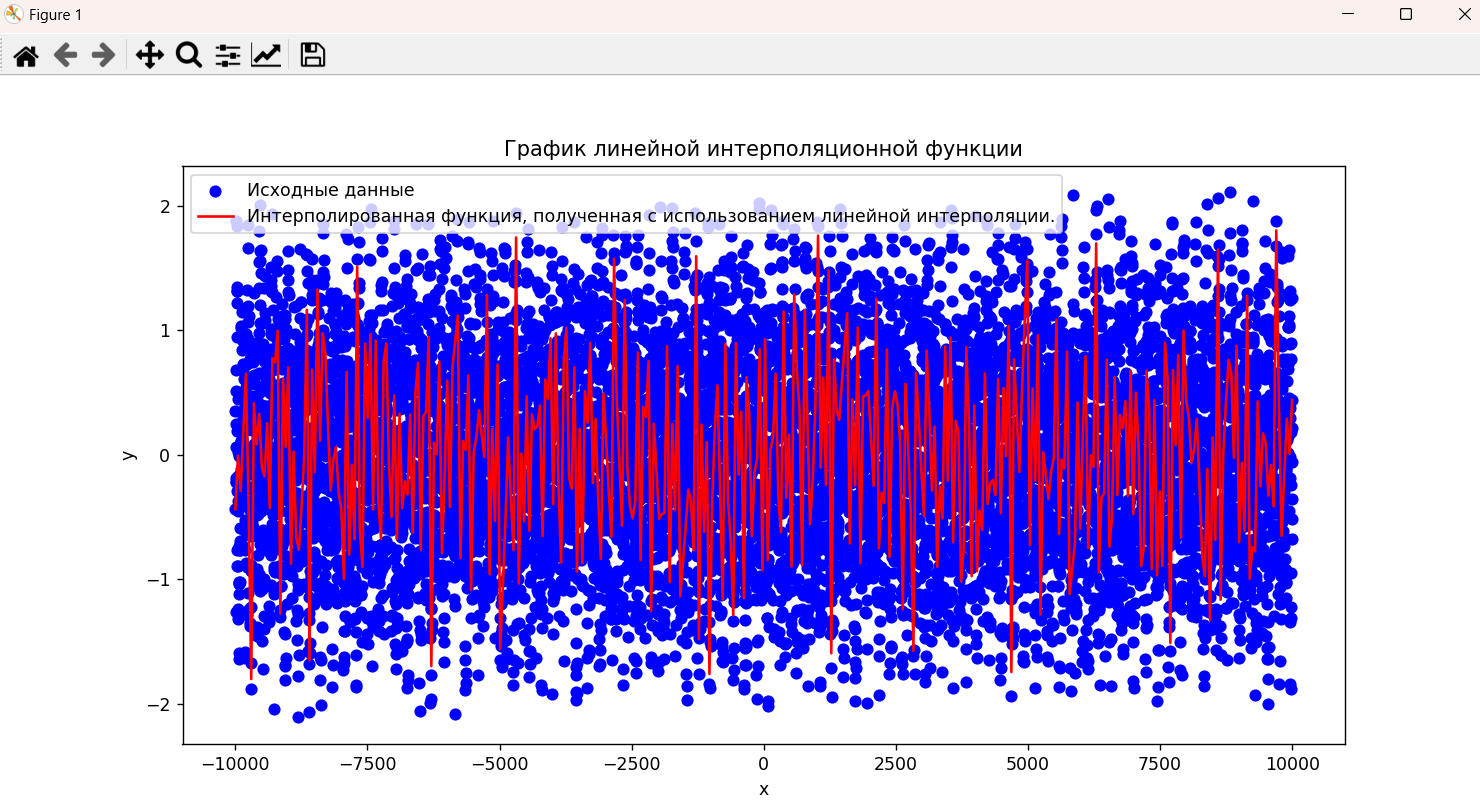 Figure 1
График линейной интерполяционной функции
Исходные данные
Интерполированная функция, полученная с использованием линейной интерполяции.
y
2
1
0
−1
−2
−10000 −7500 −5000 −2500 0 2500 5000 7500 10000
x